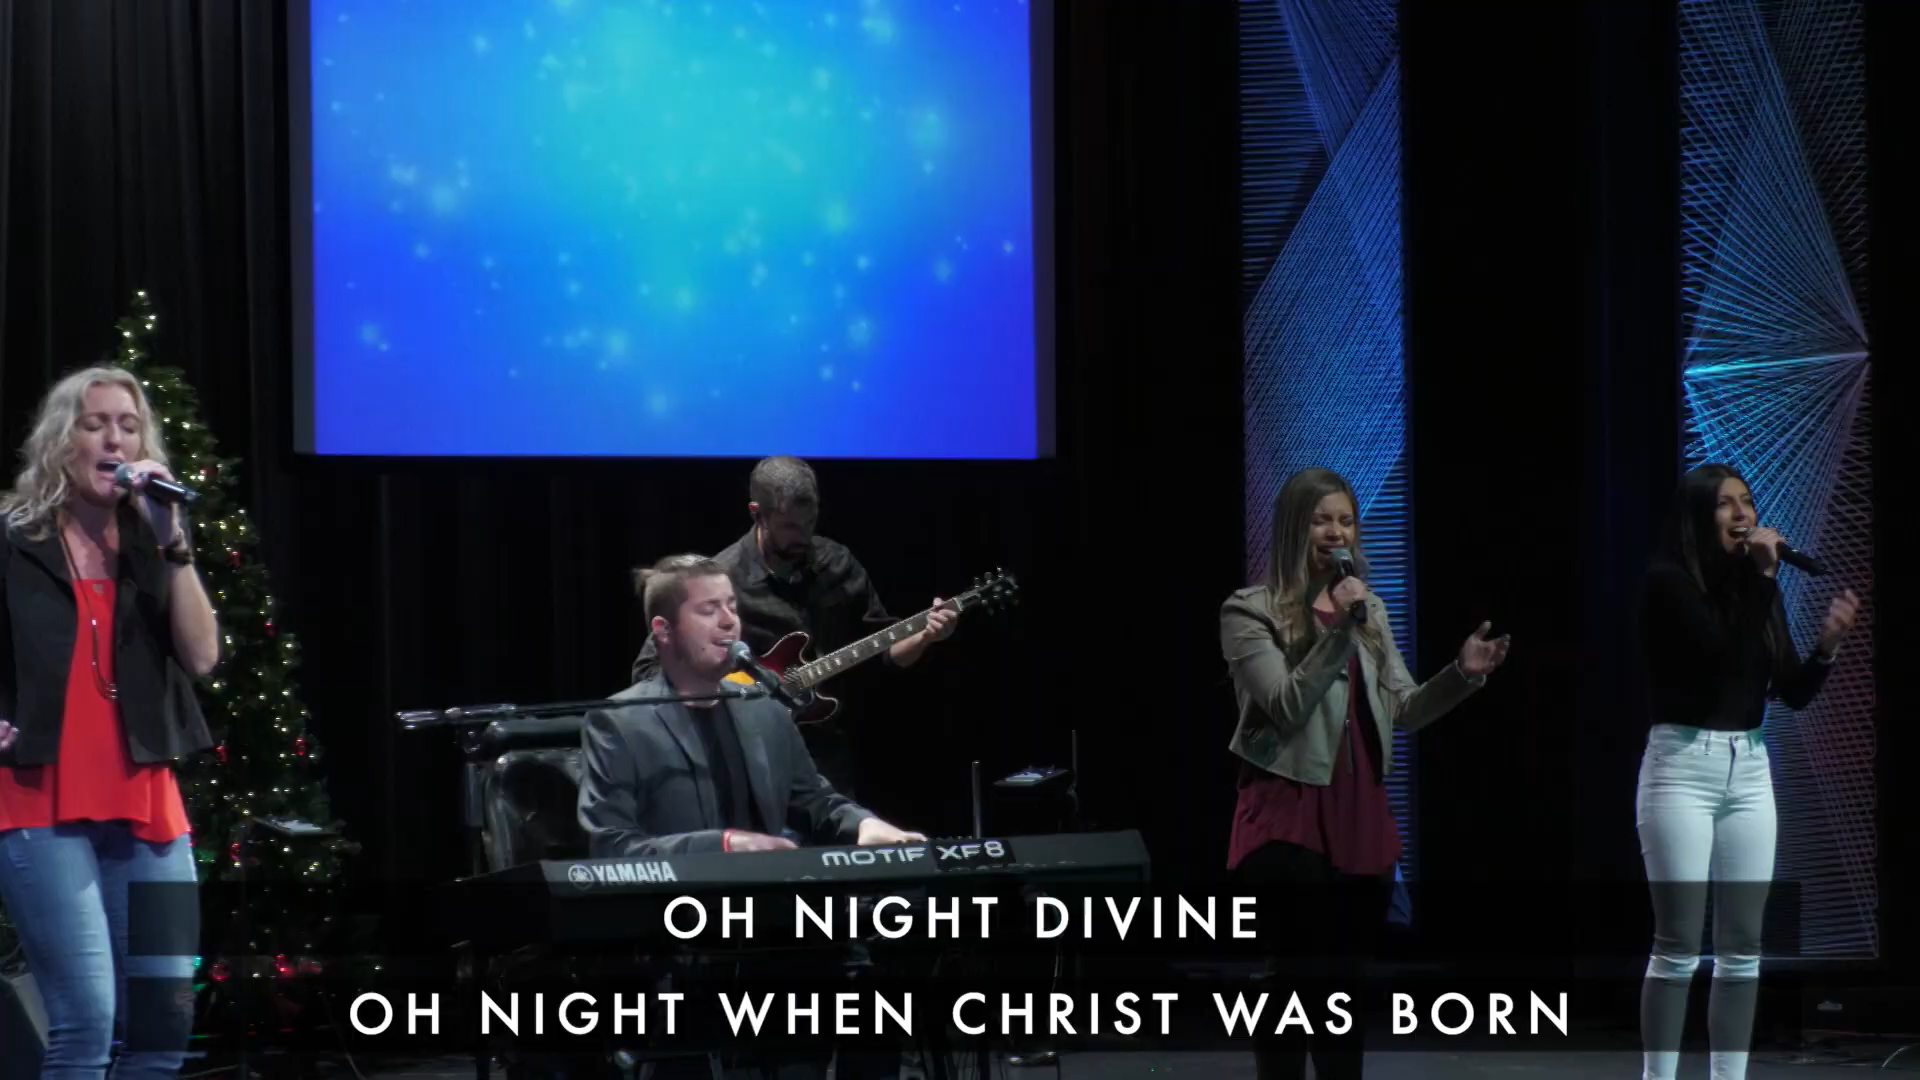 YAMAHA
MOTIF XF8
OH NIGHT DIVINE
OH NIGHT WHEN CHRIST WAS BORN